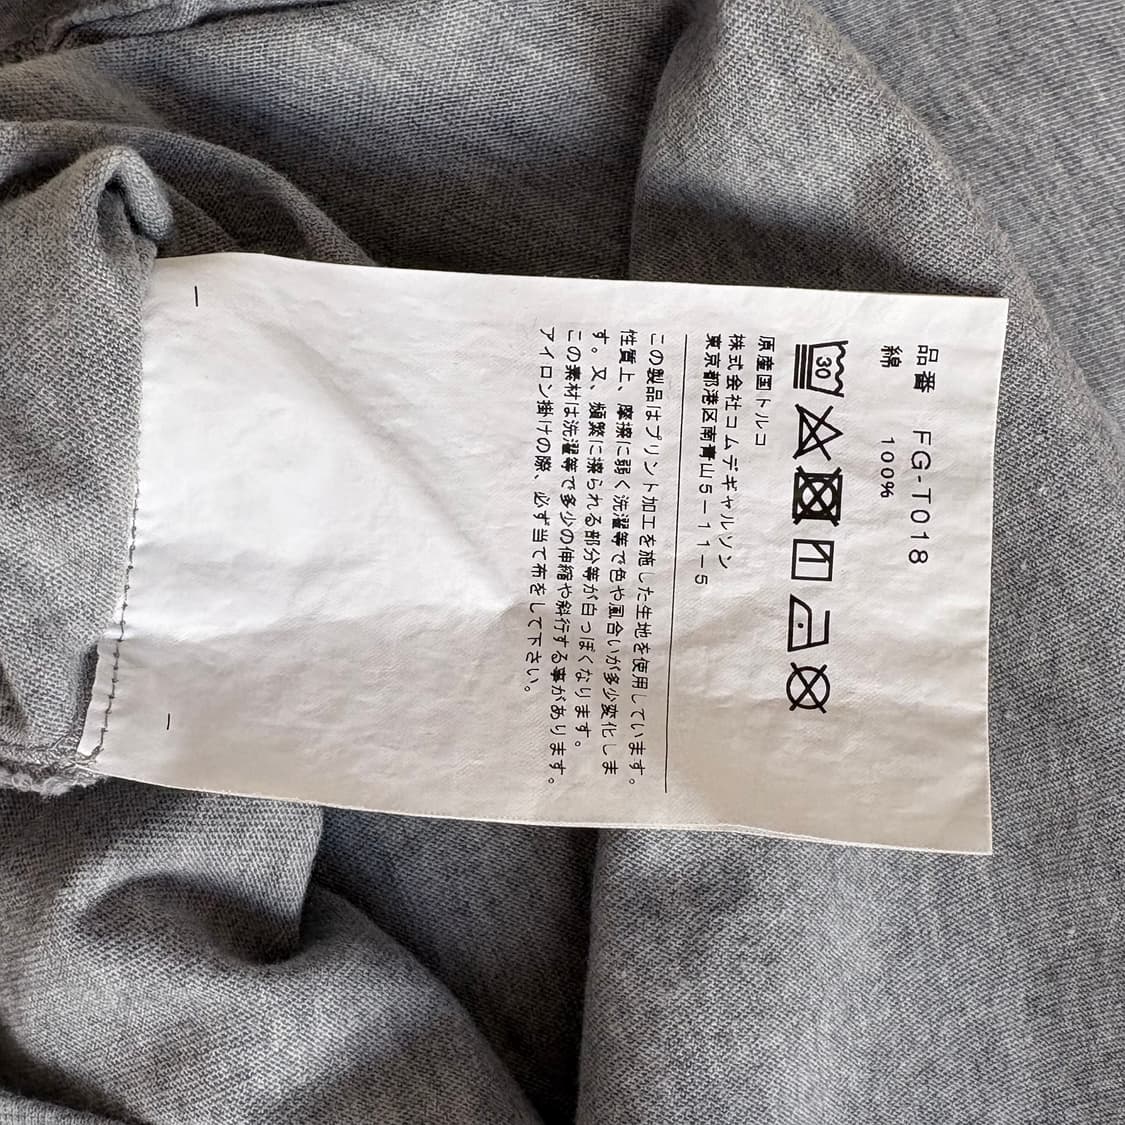 品番 FG-T018
綿 100%
30
原産国トルコ
株式会社コムデギャルソン
東京都港区南青山5-11-5
この製品はプリント加工を施した生地を使用しています。
性質上、摩擦に弱く洗濯等で色や風合いが多少変化しま
す。又、頻繁に擦られる部分等が白っぽくなります。
この素材は洗濯等で多少の伸縮や斜行する事があります。
アイロン掛けの際、必ず当て布をして下さい。